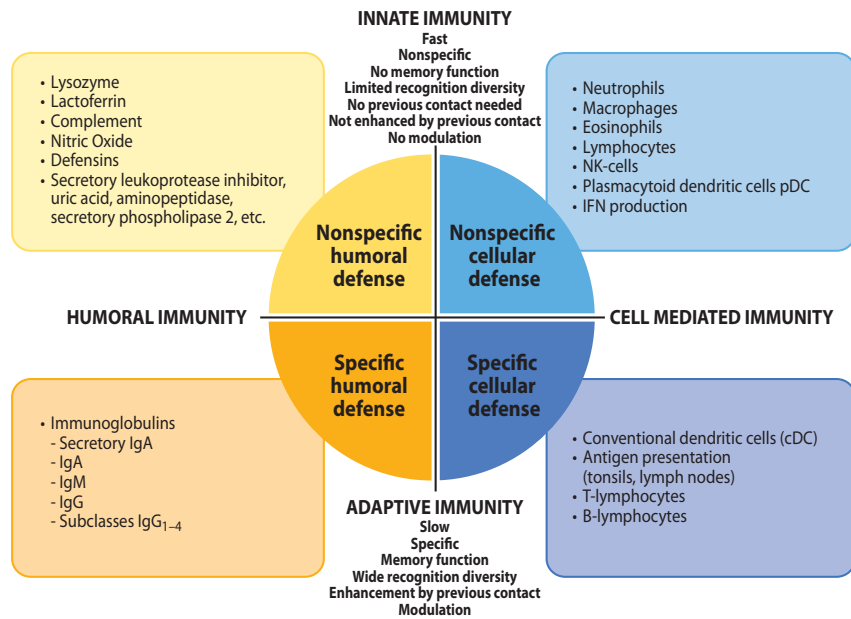 INNATE IMMUNITY
Fast
Nonspecific
No memory function
Limited recognition diversity
No previous contact needed
Not enhanced by previous contact
No modulation
• Lysozyme
• Lactoferrin
• Complement
• Nitric Oxide
• Defensins
• Secretory leukoprotease inhibitor,
uric acid, aminopeptidase,
secretory phospholipase 2, etc.
• Neutrophils
• Macrophages
• Eosinophils
• Lymphocytes
• NK-cells
• Plasmacytoid dendritic cells pDC
• IFN production
Nonspecific
humoral
defense
Nonspecific
cellular
defense
HUMORAL IMMUNITY
CELL MEDIATED IMMUNITY
Specific
humoral
defense
Specific
cellular
defense
• Immunoglobulins
- Secretory IgA
- IgA
- IgM
- IgG
- Subclasses IgG1–4
• Conventional dendritic cells (cDC)
• Antigen presentation
(tonsils, lymph nodes)
• T-lymphocytes
• B-lymphocytes
ADAPTIVE IMMUNITY
Slow
Specific
Memory function
Wide recognition diversity
Enhancement by previous contact
Modulation